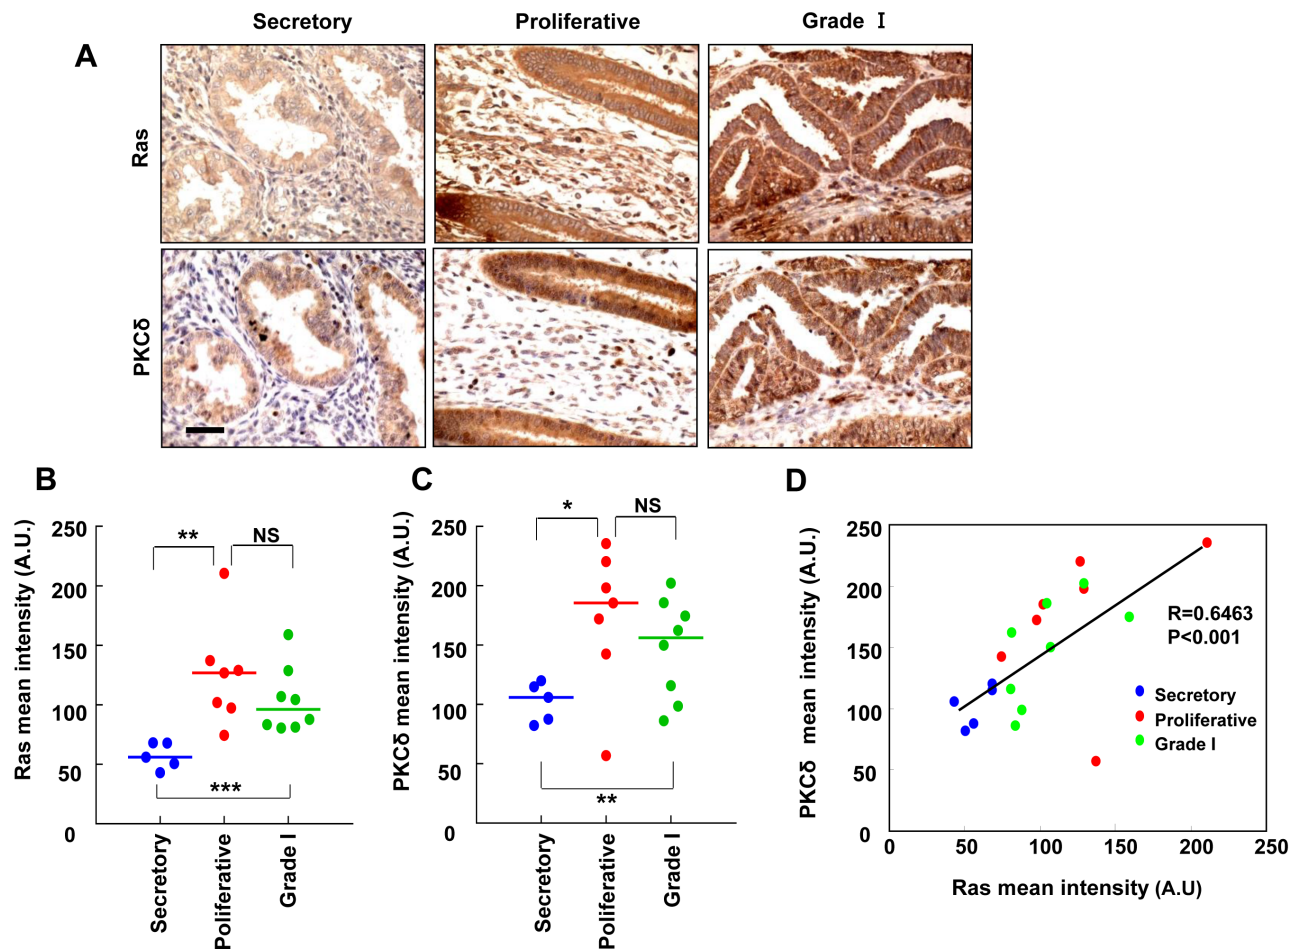 Secretory
Proliferative
Grade I
A
Ras
PKCδ
B
Ras mean intensity (A.U.)
250
200
150
100
50
0
**
NS
***
Secretory
Poliferative
Grade I
C
PKCδ mean intensity (A.U.)
250
200
150
100
50
0
*
NS
**
Secretory
Poliferative
Grade I
D
PKCδ mean intensity (A.U.)
250
200
150
100
50
0
R=0.6463
P<0.001
Secretory
Proliferative
Grade I
0
50
100
150
200
250
Ras mean intensity (A.U)